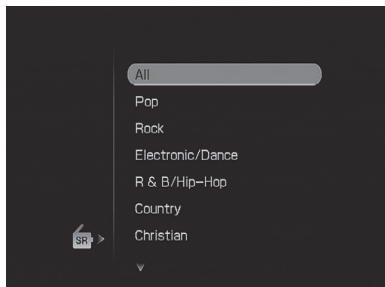 All
Pop
Rock
Electronic/Dance
R & B/Hip-Hop
Country
SR
Christian